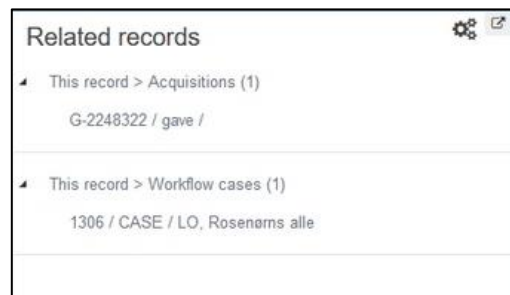 Related records
This record > Acquisitions (1)
G-2248322 / gave /
This record > Workflow cases (1)
1306 / CASE / LO, Rosenørns alle